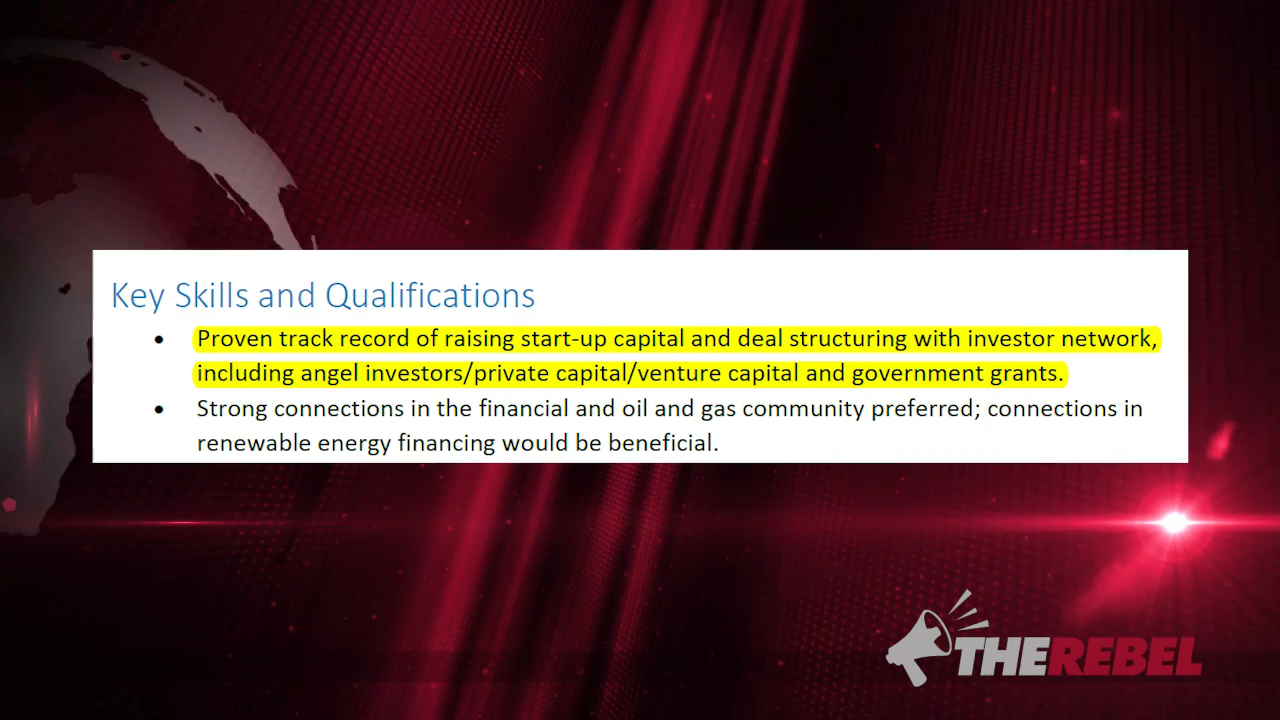 Key Skills and Qualifications
• Proven track record of raising start-up capital and deal structuring with investor network,
including angel investors/private capital/venture capital and government grants.
• Strong connections in the financial and oil and gas community preferred; connections in
renewable energy financing would be beneficial.
THEREBEL